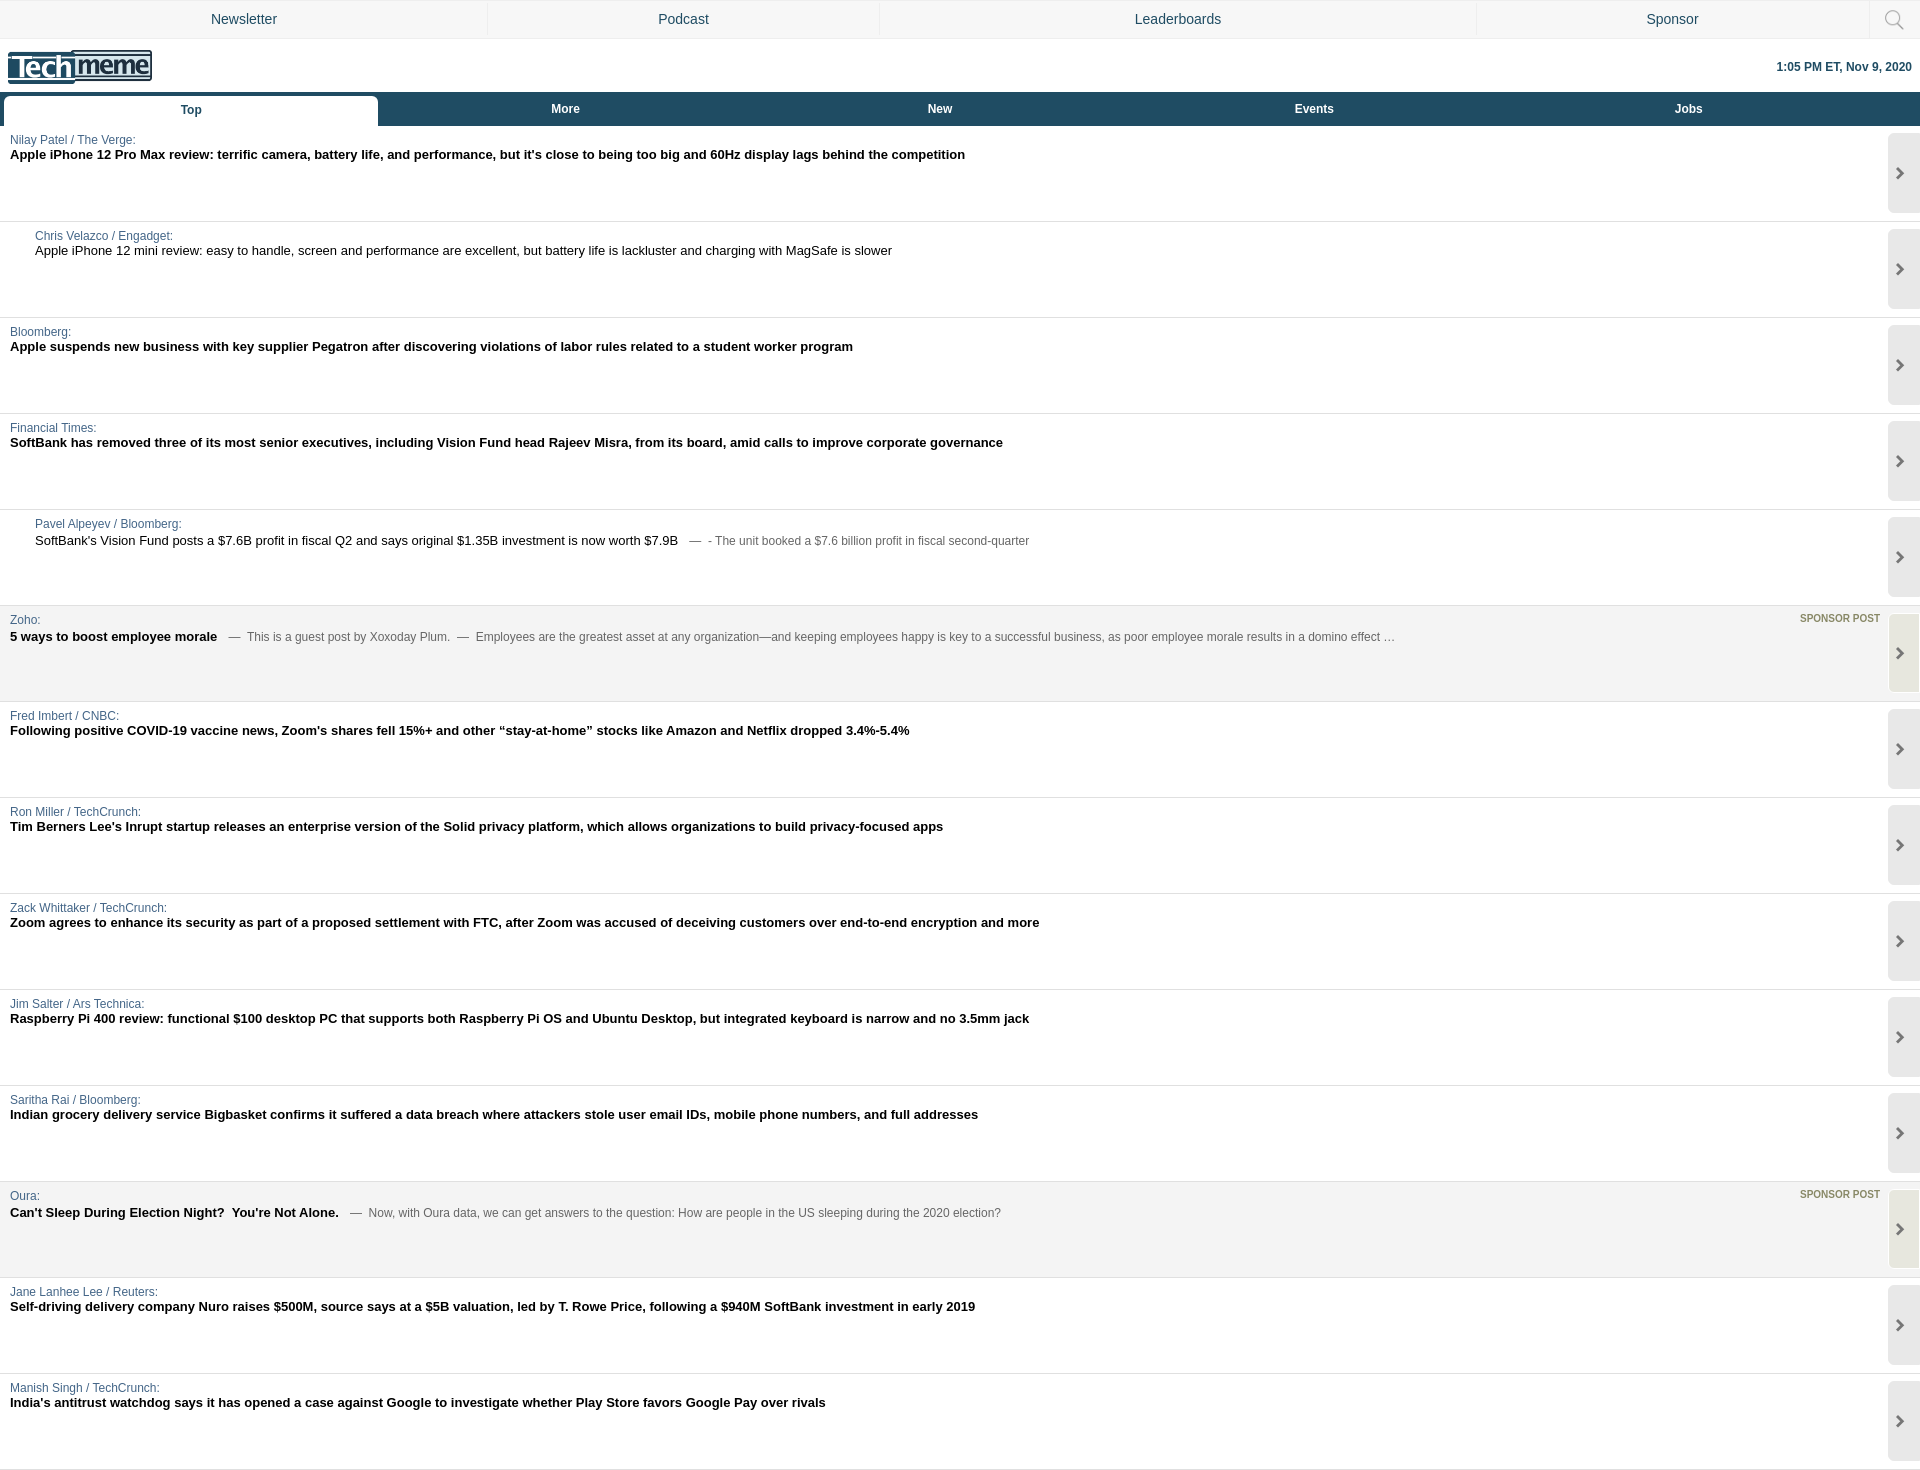 Newsletter
Podcast
Leaderboards
Sponsor
Techmeme
1:05 PM ET, Nov 9, 2020
Top
More
New
Events
Jobs
Nilay Patel / The Verge:
Apple iPhone 12 Pro Max review: terrific camera, battery life, and performance, but it's close to being too big and 60Hz display lags behind the competition
Chris Velazco / Engadget:
Apple iPhone 12 mini review: easy to handle, screen and performance are excellent, but battery life is lackluster and charging with MagSafe is slower
Bloomberg:
Apple suspends new business with key supplier Pegatron after discovering violations of labor rules related to a student worker program
Financial Times:
SoftBank has removed three of its most senior executives, including Vision Fund head Rajeev Misra, from its board, amid calls to improve corporate governance
Pavel Alpeyev / Bloomberg:
SoftBank's Vision Fund posts a $7.6B profit in fiscal Q2 and says original $1.35B investment is now worth $7.9B — - The unit booked a $7.6 billion profit in fiscal second-quarter
Zoho:
SPONSOR POST
5 ways to boost employee morale — This is a guest post by Xoxoday Plum. — Employees are the greatest asset at any organization—and keeping employees happy is key to a successful business, as poor employee morale results in a domino effect …
Fred Imbert / CNBC:
Following positive COVID-19 vaccine news, Zoom's shares fell 15%+ and other “stay-at-home” stocks like Amazon and Netflix dropped 3.4%-5.4%
Ron Miller / TechCrunch:
Tim Berners Lee's Inrupt startup releases an enterprise version of the Solid privacy platform, which allows organizations to build privacy-focused apps
Zack Whittaker / TechCrunch:
Zoom agrees to enhance its security as part of a proposed settlement with FTC, after Zoom was accused of deceiving customers over end-to-end encryption and more
Jim Salter / Ars Technica:
Raspberry Pi 400 review: functional $100 desktop PC that supports both Raspberry Pi OS and Ubuntu Desktop, but integrated keyboard is narrow and no 3.5mm jack
Saritha Rai / Bloomberg:
Indian grocery delivery service Bigbasket confirms it suffered a data breach where attackers stole user email IDs, mobile phone numbers, and full addresses
Oura:
SPONSOR POST
Can't Sleep During Election Night? You're Not Alone. — Now, with Oura data, we can get answers to the question: How are people in the US sleeping during the 2020 election?
Jane Lanhee Lee / Reuters:
Self-driving delivery company Nuro raises $500M, source says at a $5B valuation, led by T. Rowe Price, following a $940M SoftBank investment in early 2019
Manish Singh / TechCrunch:
India's antitrust watchdog says it has opened a case against Google to investigate whether Play Store favors Google Pay over rivals